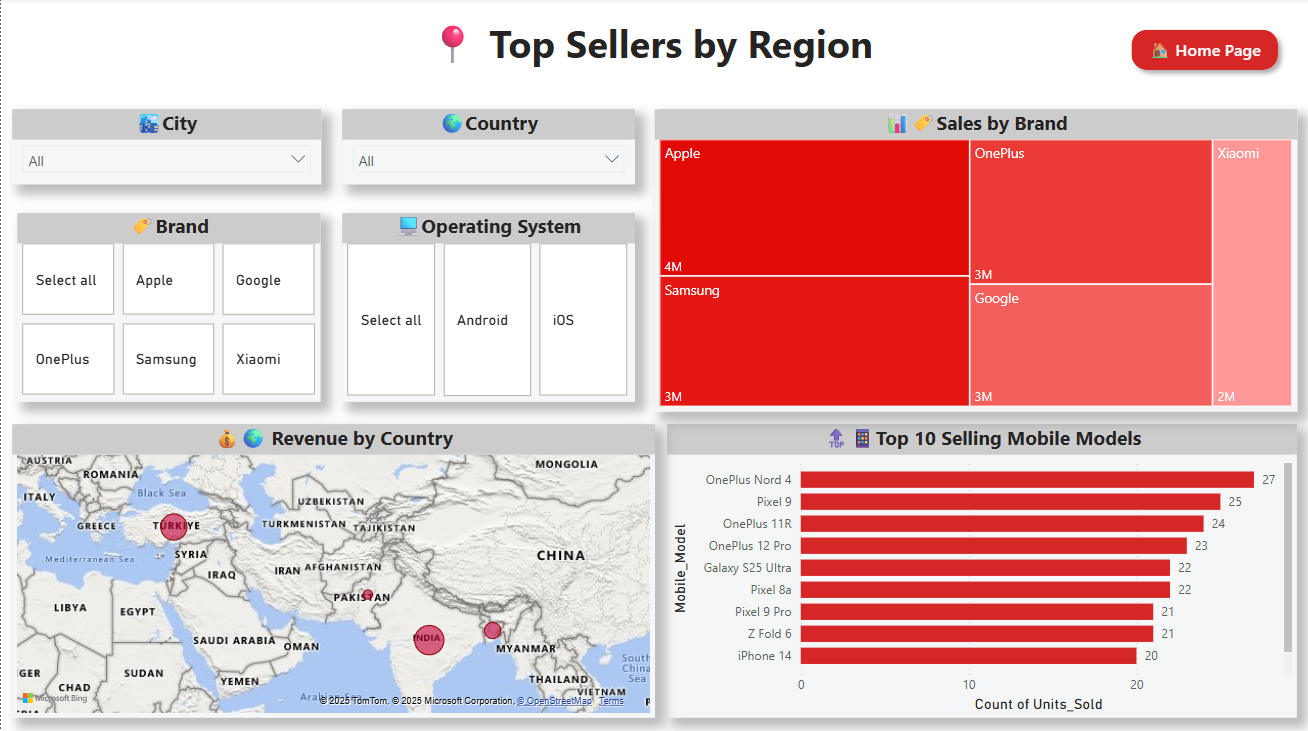 Top Sellers by Region
Home Page
City
All
Country
All
Brand
Select all
Apple
Google
OnePlus
Samsung
Xiaomi
Operating System
Select all
Android
iOS
Sales by Brand
Apple
4M
Samsung
3M
OnePlus
3M
Google
3M
Xiaomi
2M
Revenue by Country
AUSTRIA
ROMANIA
MONGOLIA
ITALY
Black Sea
UZBEKISTAN
GREECE
TÜRKIYE
TURKMENISTAN
TAJIKISTAN
Mediterranean Sea
SYRIA
CHINA
IRAQ
IRAN
AFGHANISTAN
LIBYA
EGYPT
PAKISTAN
SAUDI ARABIA
OMAN
INDIA
MYANMAR
GER
CHAD
SUDAN
YEMEN
THAILAND
South
China
Sea
VIETNAM
Arabian Sea
Microsoft Bing
© 2025 TomTom, © 2025 Microsoft Corporation, © OpenStreetMap Terms
TOP
Top 10 Selling Mobile Models
Mobile_Model
OnePlus Nord 4 27
Pixel 9 25
OnePlus 11R 24
OnePlus 12 Pro 23
Galaxy S25 Ultra 22
Pixel 8a 22
Pixel 9 Pro 21
Z Fold 6 21
iPhone 14 20
0 10 20
Count of Units_Sold